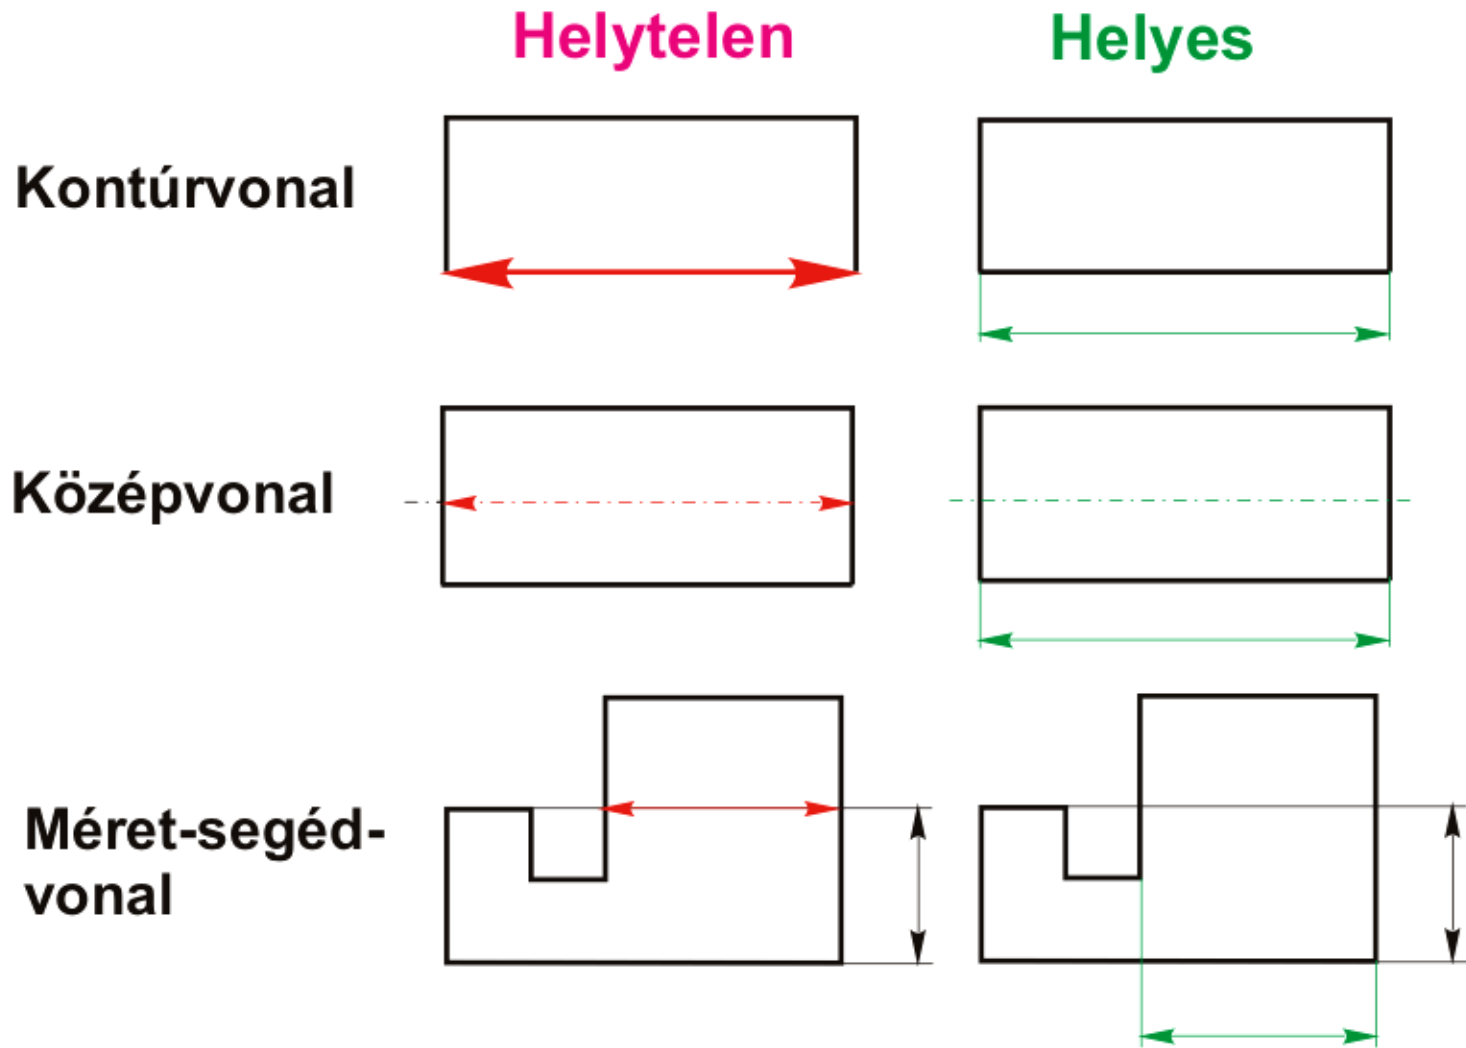 Helytelen Helyes
Kontúrvonal
Középvonal
Méret-segéd-
vonal